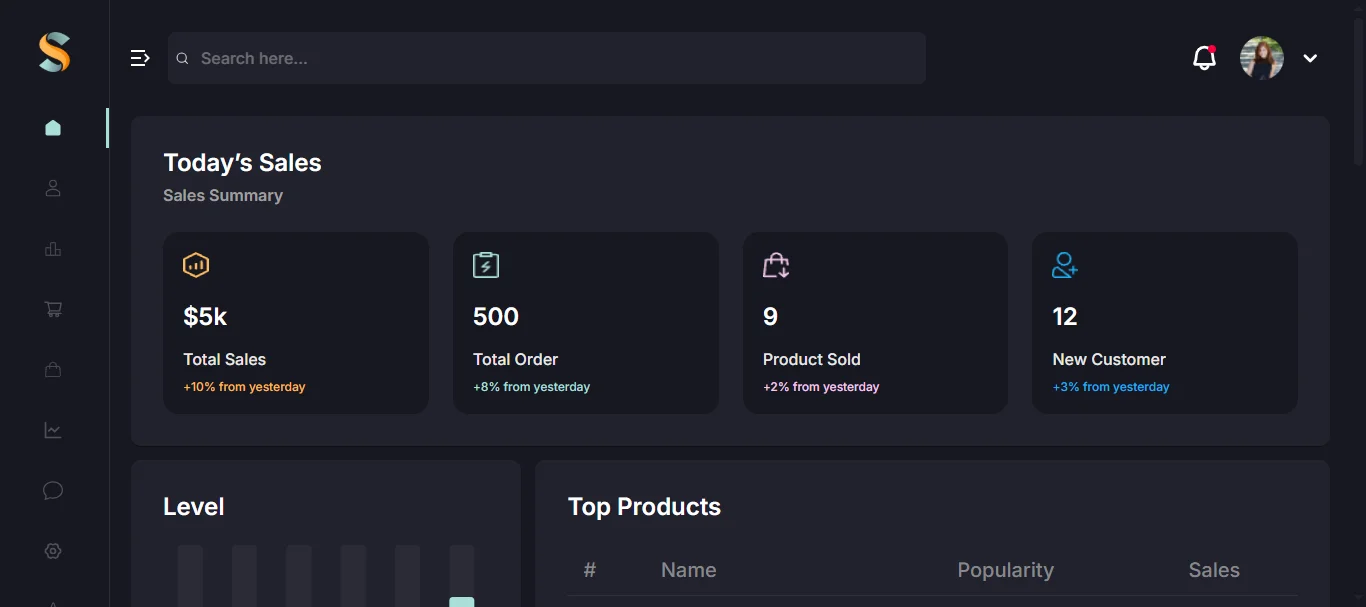 Search here...
Today’s Sales
Sales Summary
$5k
Total Sales
+10% from yesterday
500
Total Order
+8% from yesterday
9
Product Sold
+2% from yesterday
12
New Customer
+3% from yesterday
Level
Top Products
# Name Popularity Sales